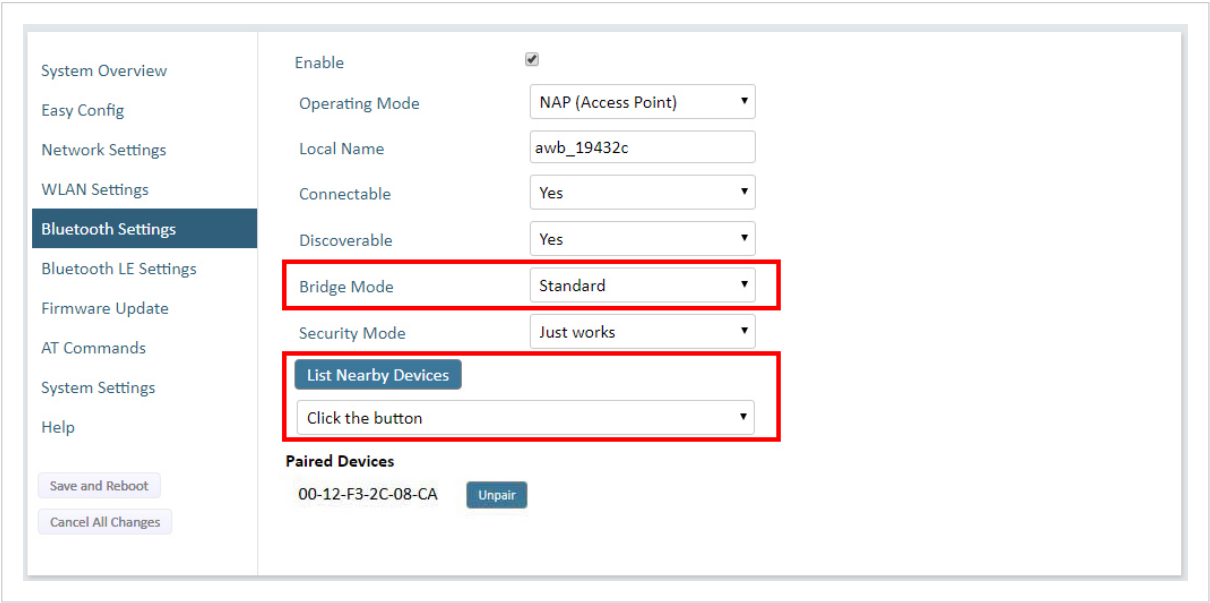 System Overview
Easy Config
Network Settings
WLAN Settings
Bluetooth Settings
Bluetooth LE Settings
Firmware Update
AT Commands
System Settings
Help
Save and Reboot
Cancel All Changes
Enable
Operating Mode NAP (Access Point)
Local Name awb_19432c
Connectable Yes
Discoverable Yes
Bridge Mode Standard
Security Mode Just works
List Nearby Devices
Click the button
Paired Devices
00-12-F3-2C-08-CA Unpair